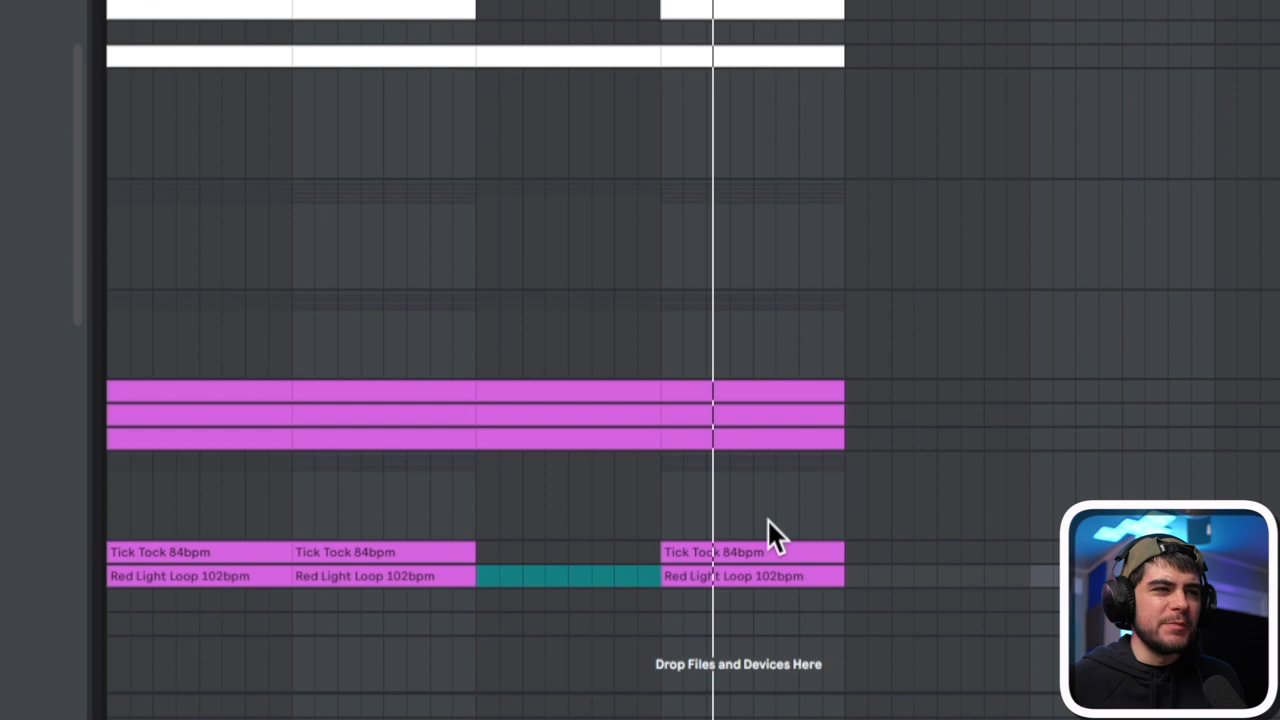 Tick Tock 84bpm Tick Tock 84bpm Tick Tock 84bpm
Red Light Loop 102bpm Red Light Loop 102bpm Red Light Loop 102bpm
Drop Files and Devices Here